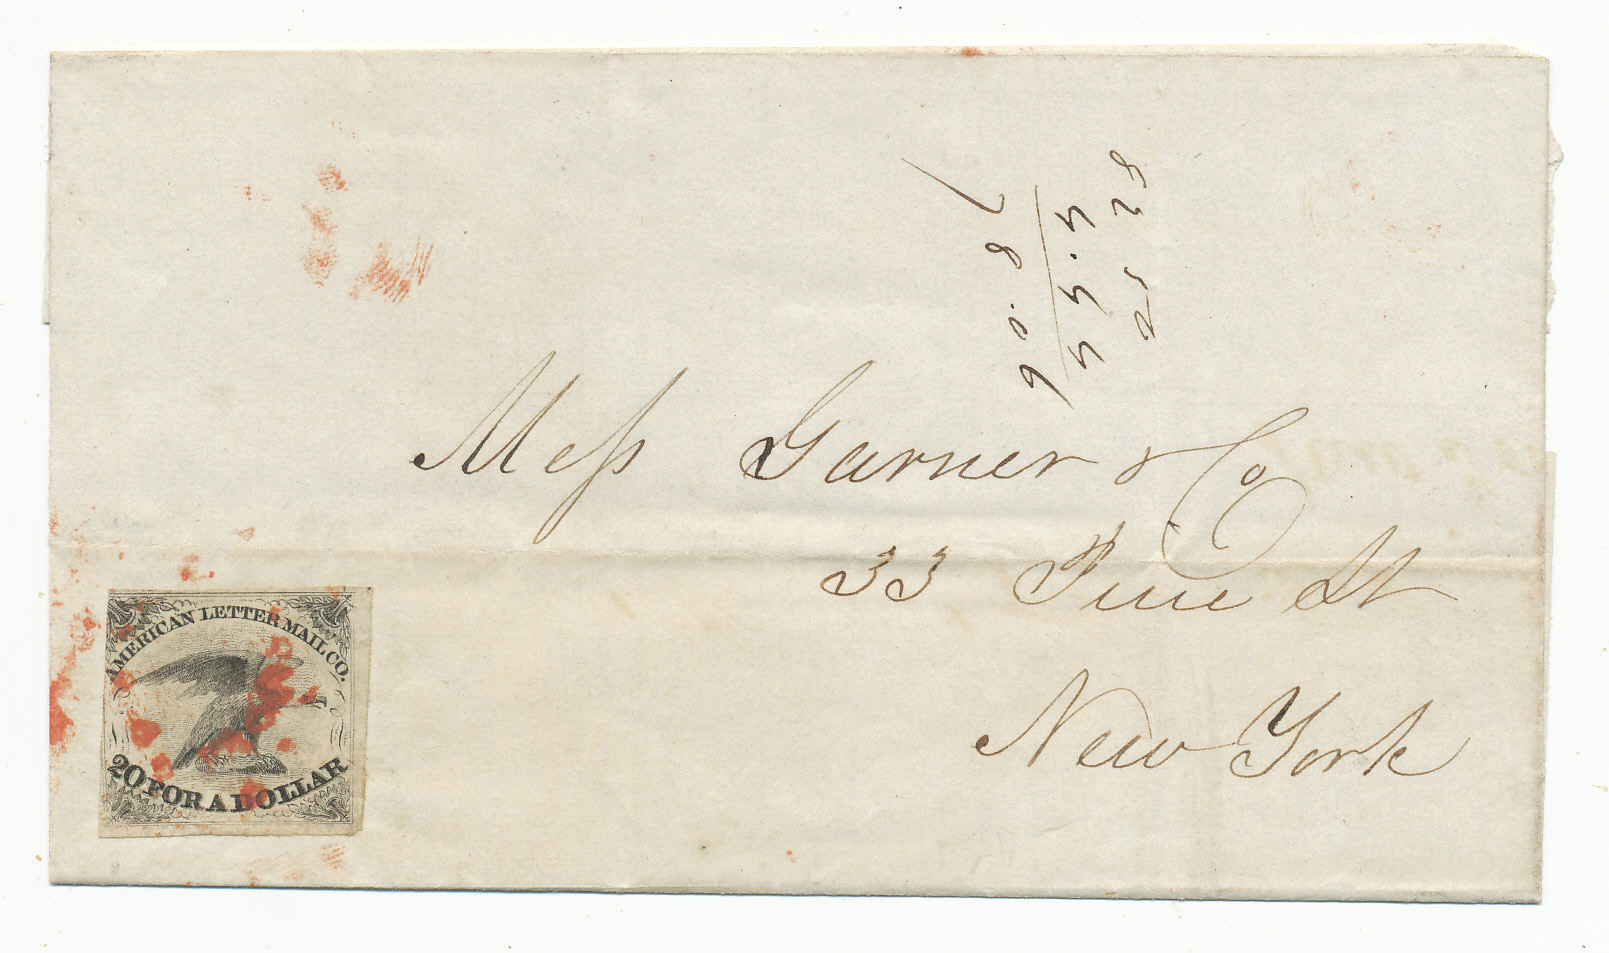 Mess Garner & Co
33 Pine St
New York
AMERICAN LETTER MAIL CO.
20 FOR A DOLLAR